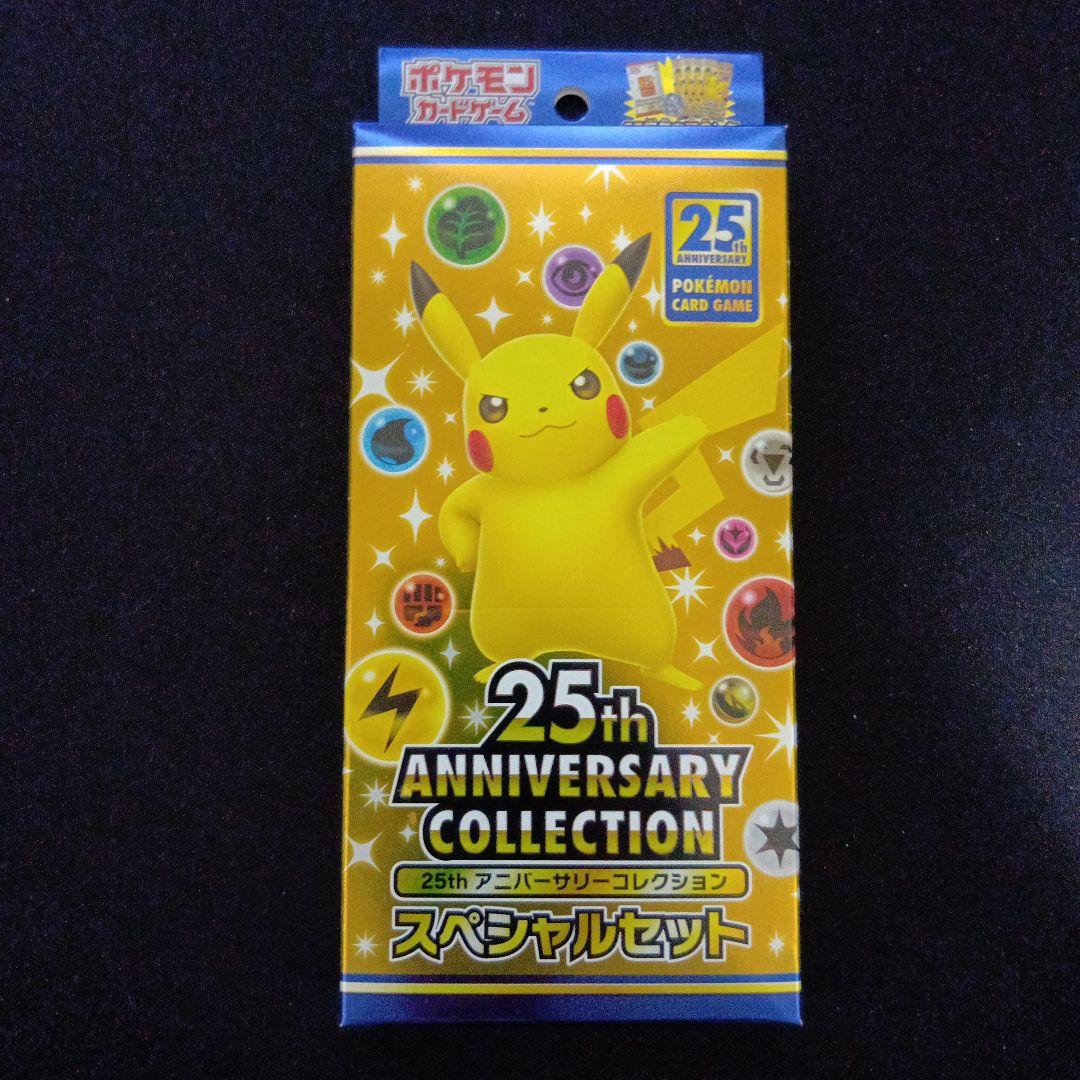 ポケモン
カードゲーム
25th
ANNIVERSARY
POKÉMON
CARD GAME
25th
ANNIVERSARY
COLLECTION
25th アニバーサリーコレクション
スペシャルセット